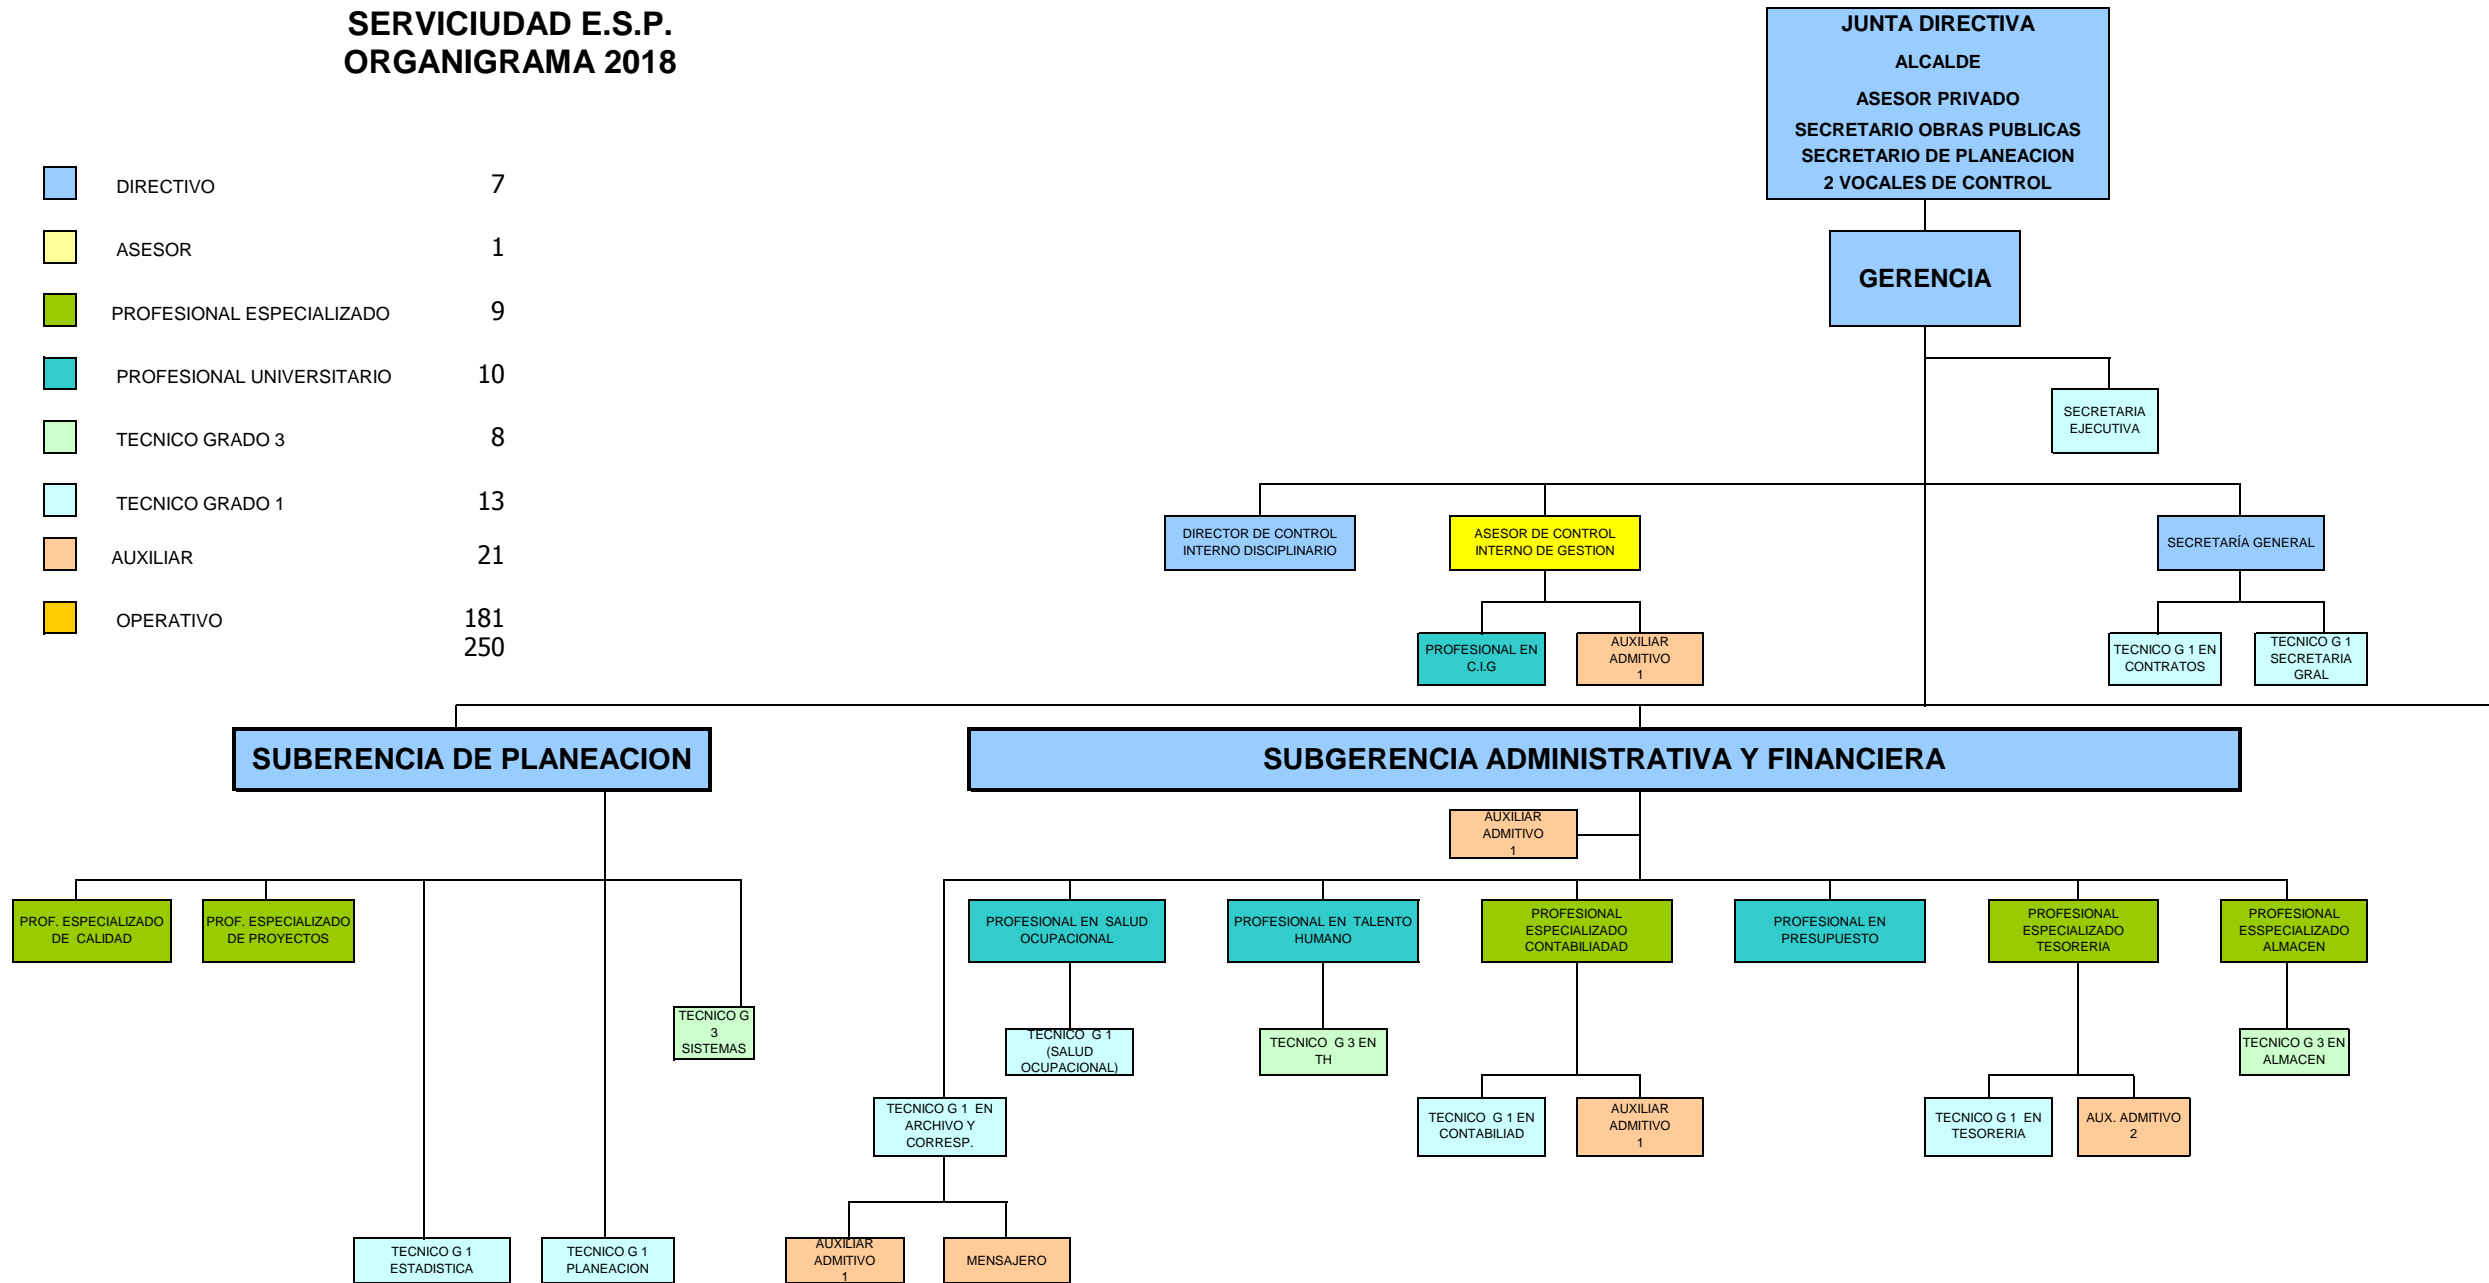 SERVICIUDAD E.S.P.
ORGANIGRAMA 2018
JUNTA DIRECTIVA
ALCALDE
ASESOR PRIVADO
SECRETARIO OBRAS PUBLICAS
SECRETARIO DE PLANEACION
2 VOCALES DE CONTROL
DIRECTIVO 7
ASESOR 1
PROFESIONAL ESPECIALIZADO 9
PROFESIONAL UNIVERSITARIO 10
TECNICO GRADO 3 8
TECNICO GRADO 1 13
AUXILIAR 21
OPERATIVO 181
250
GERENCIA
SECRETARIA
EJECUTIVA
DIRECTOR DE CONTROL
INTERNO DISCIPLINARIO
ASESOR DE CONTROL
INTERNO DE GESTION
SECRETARÍA GENERAL
PROFESIONAL EN
C.I.G
AUXILIAR
ADMITIVO
1
TECNICO G 1 EN
CONTRATOS
TECNICO G 1
SECRETARIA
GRAL
SUBERENCIA DE PLANEACION
SUBGERENCIA ADMINISTRATIVA Y FINANCIERA
AUXILIAR
ADMITIVO
1
PROF. ESPECIALIZADO
DE CALIDAD
PROF. ESPECIALIZADO
DE PROYECTOS
PROFESIONAL EN SALUD
OCUPACIONAL
PROFESIONAL EN TALENTO
HUMANO
PROFESIONAL
ESPECIALIZADO
CONTABILIADAD
PROFESIONAL EN
PRESUPUESTO
PROFESIONAL
ESPECIALIZADO
TESORERIA
PROFESIONAL
ESSPECIALIZADO
ALMACEN
TECNICO G
3
SISTEMAS
TECNICO G 1
(SALUD
OCUPACIONAL)
TECNICO G 3 EN
TH
TECNICO G 3 EN
ALMACEN
TECNICO G 1 EN
ARCHIVO Y
CORRESP.
TECNICO G 1 EN
CONTABILIAD
AUXILIAR
ADMITIVO
1
TECNICO G 1 EN
TESORERIA
AUX. ADMITIVO
2
TECNICO G 1
ESTADISTICA
TECNICO G 1
PLANEACION
AUXILIAR
ADMITIVO
1
MENSAJERO